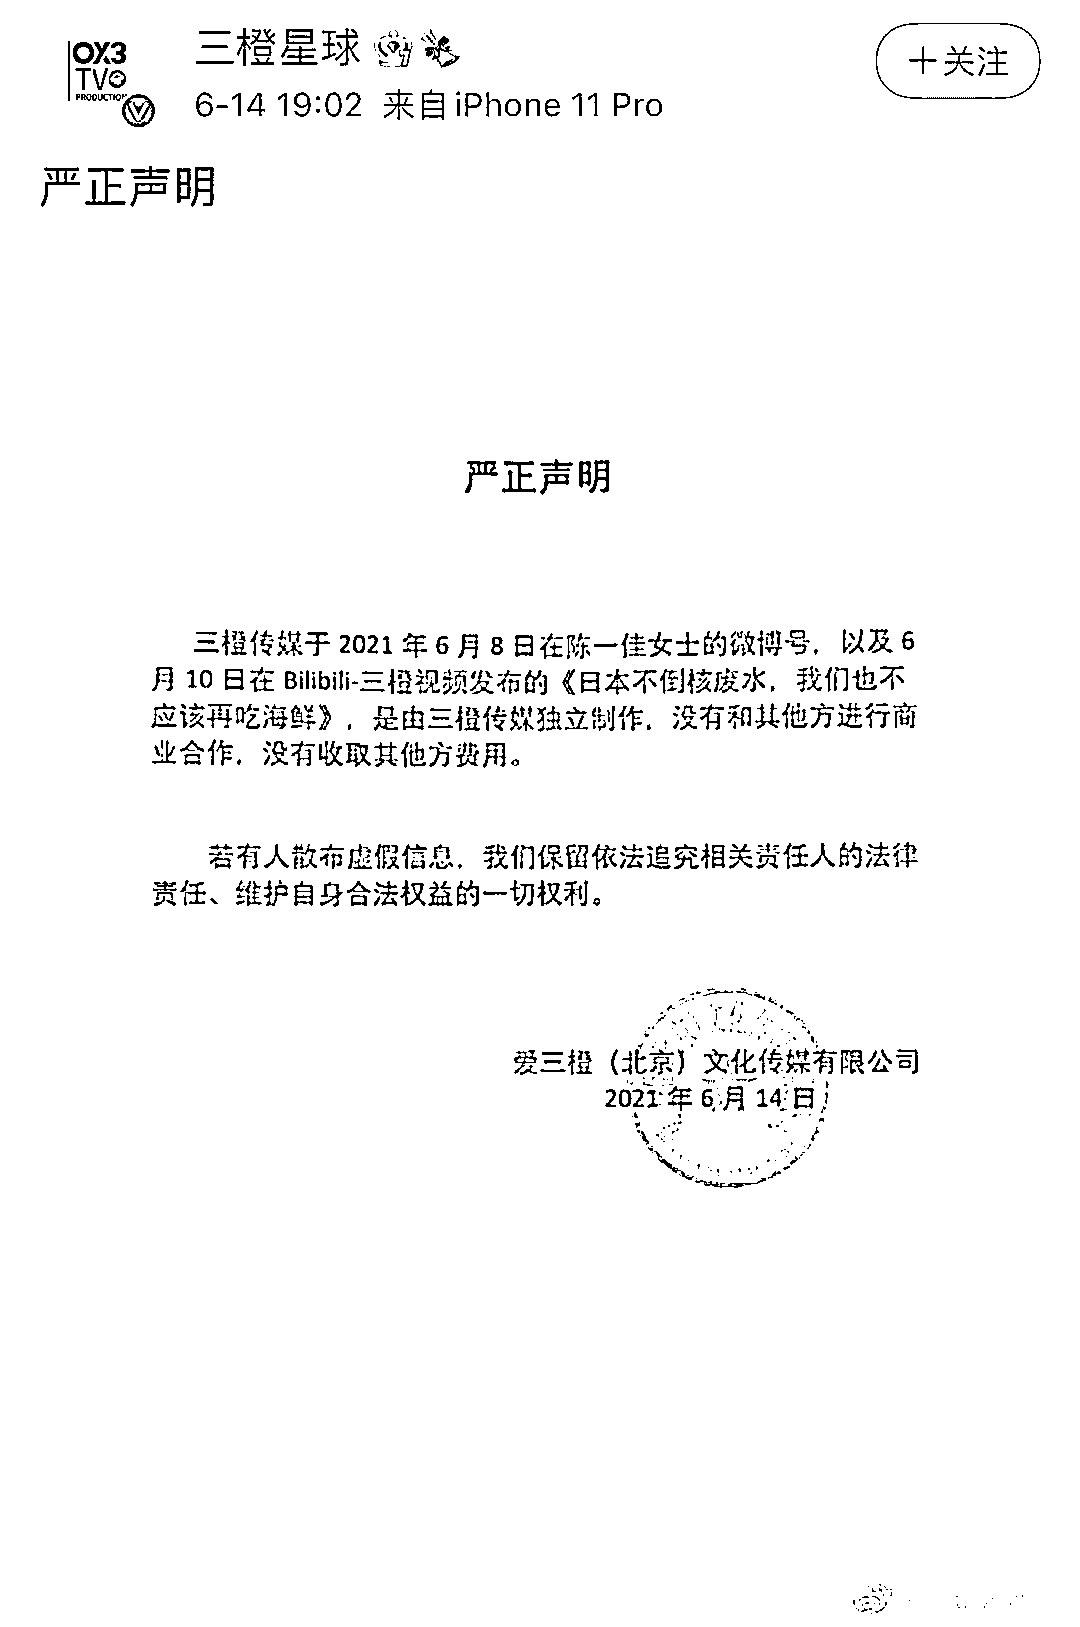 OX3
TV
PRODUCTION
三橙星球
6-14 19:02 来自 iPhone 11 Pro
+关注
严正声明
严正声明
三橙传媒于 2021 年 6 月 8 日在陈一佳女士的微博号，以及 6
月 10 日在 Bilibili-三橙视频发布的《日本不倒核废水，我们也不
应该再吃海鲜》，是由三橙传媒独立制作，没有和其他方进行商
业合作，没有收取其他方费用。
若有人散布虚假信息，我们保留依法追究相关责任人的法律
责任、维护自身合法权益的一切权利。
爱三橙（北京）文化传媒有限公司
2021 年 6 月 14 日